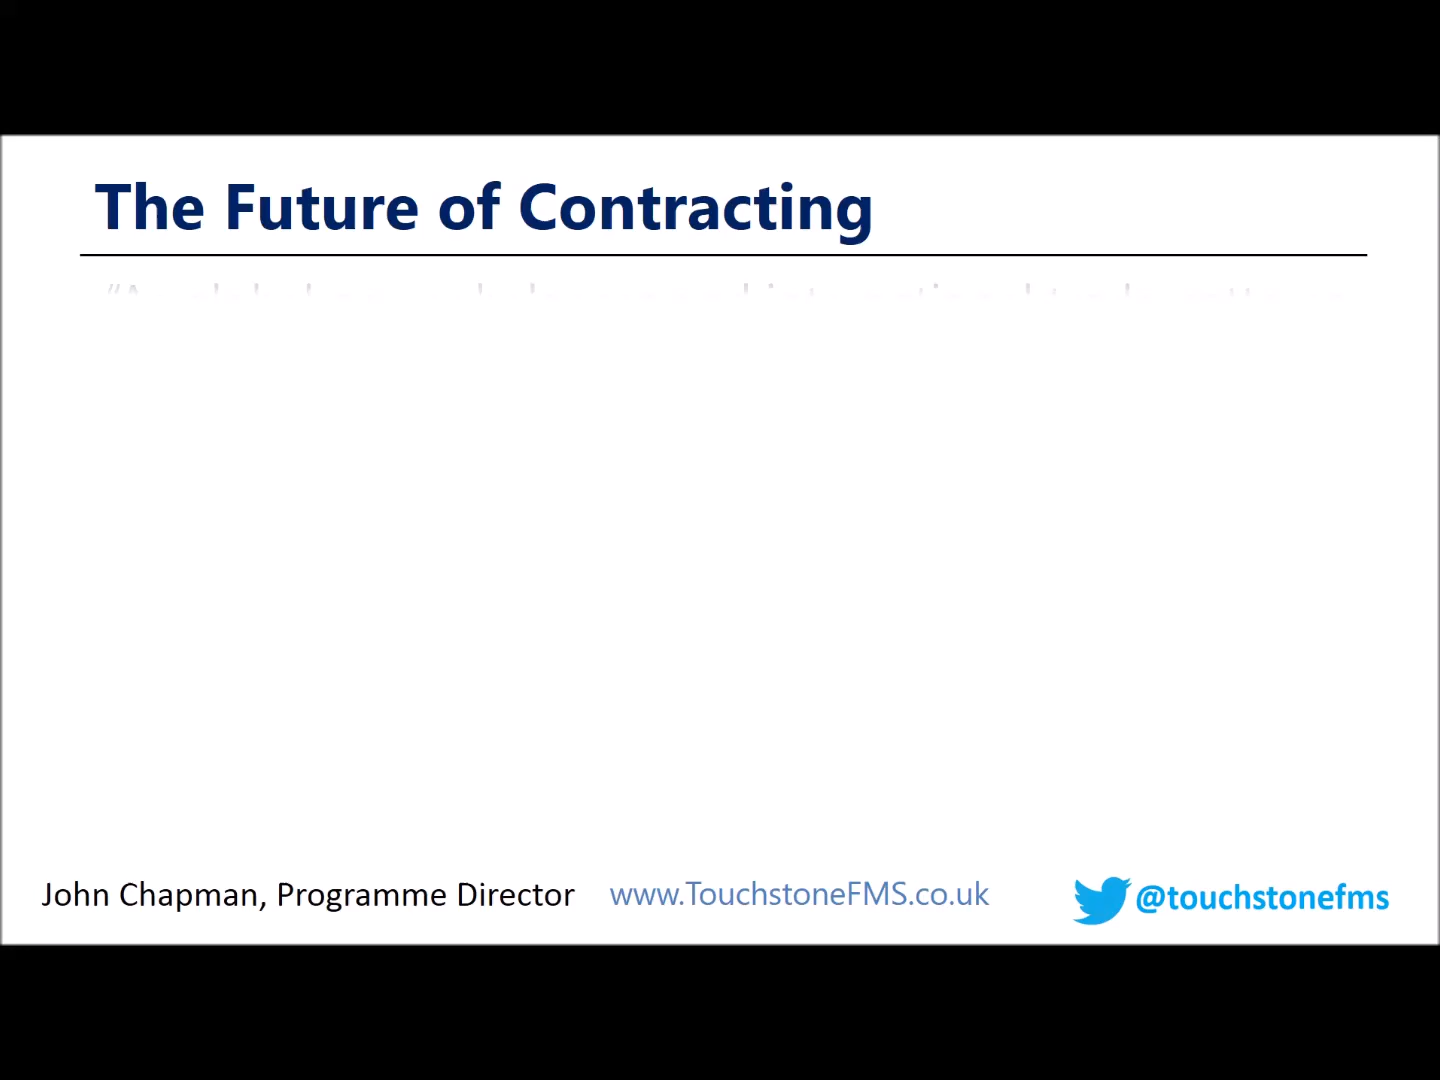 The Future of Contracting
John Chapman, Programme Director
www.TouchstoneFMS.co.uk
@touchstonefms